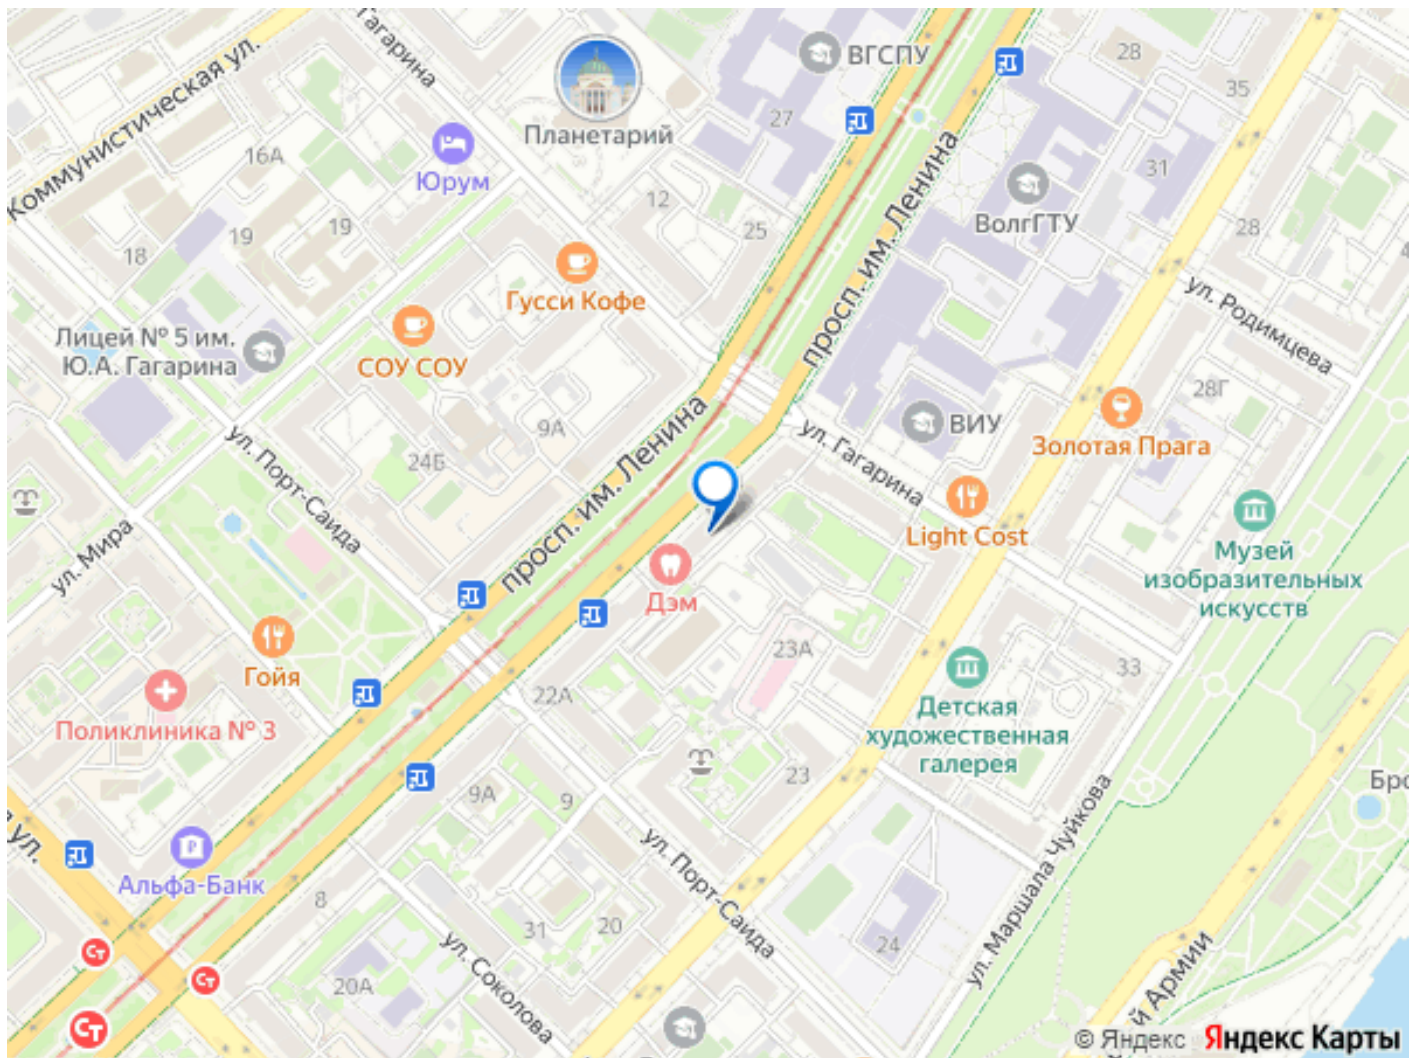 Гагарина
ВГСПУ
28
Коммунистическая ул.
Планетарий
27
35
16А
Юрум
31
ВолгГТУ
12
25
28
19
19
18
просп. им. Ленина
Гусси Кофе
ул. Родимцева
Лицей № 5 им.
Ю.А. Гагарина
СОУ СОУ
28Г
9А
ВИУ
Золотая Прага
24Б
ул. Порт-Саида
просп. им. Ленина
ул. Гагарина
Light Cost
Музей
изобразительных
искусств
ул. Мира
Дэм
23А
Гойя
33
22А
Поликлиника № 3
Детская
художественная
галерея
23
9А
9
Бро
ул.
Альфа-Банк
ул. Порт-Саида
ул. Маршала Чуйкова
8
31
20
24
20А
ул. Соколова
й Армии
© Яндекс Яндекс Карты